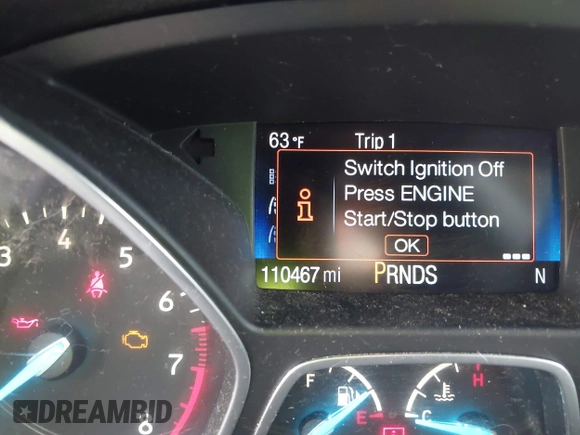 63°F Trip 1
Switch Ignition Off
Press ENGINE
Start/Stop button
OK
110467 mi PRNDS N
3 4 5 6 7 8
F E C H
DREAMBID